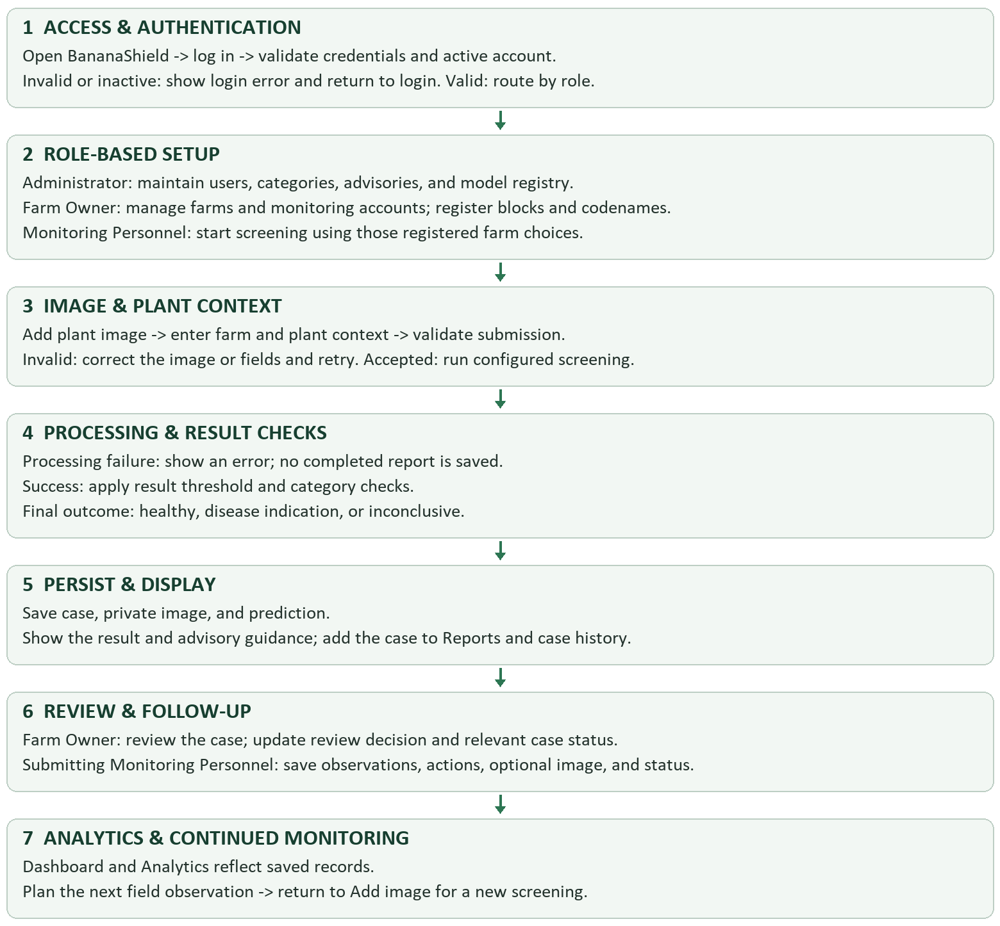 1 ACCESS & AUTHENTICATION
Open BananaShield -> log in -> validate credentials and active account.
Invalid or inactive: show login error and return to login. Valid: route by role.
2 ROLE-BASED SETUP
Administrator: maintain users, categories, advisories, and model registry.
Farm Owner: manage farms and monitoring accounts; register blocks and codenames.
Monitoring Personnel: start screening using those registered farm choices.
3 IMAGE & PLANT CONTEXT
Add plant image -> enter farm and plant context -> validate submission.
Invalid: correct the image or fields and retry. Accepted: run configured screening.
4 PROCESSING & RESULT CHECKS
Processing failure: show an error; no completed report is saved.
Success: apply result threshold and category checks.
Final outcome: healthy, disease indication, or inconclusive.
5 PERSIST & DISPLAY
Save case, private image, and prediction.
Show the result and advisory guidance; add the case to Reports and case history.
6 REVIEW & FOLLOW-UP
Farm Owner: review the case; update review decision and relevant case status.
Submitting Monitoring Personnel: save observations, actions, optional image, and status.
7 ANALYTICS & CONTINUED MONITORING
Dashboard and Analytics reflect saved records.
Plan the next field observation -> return to Add image for a new screening.